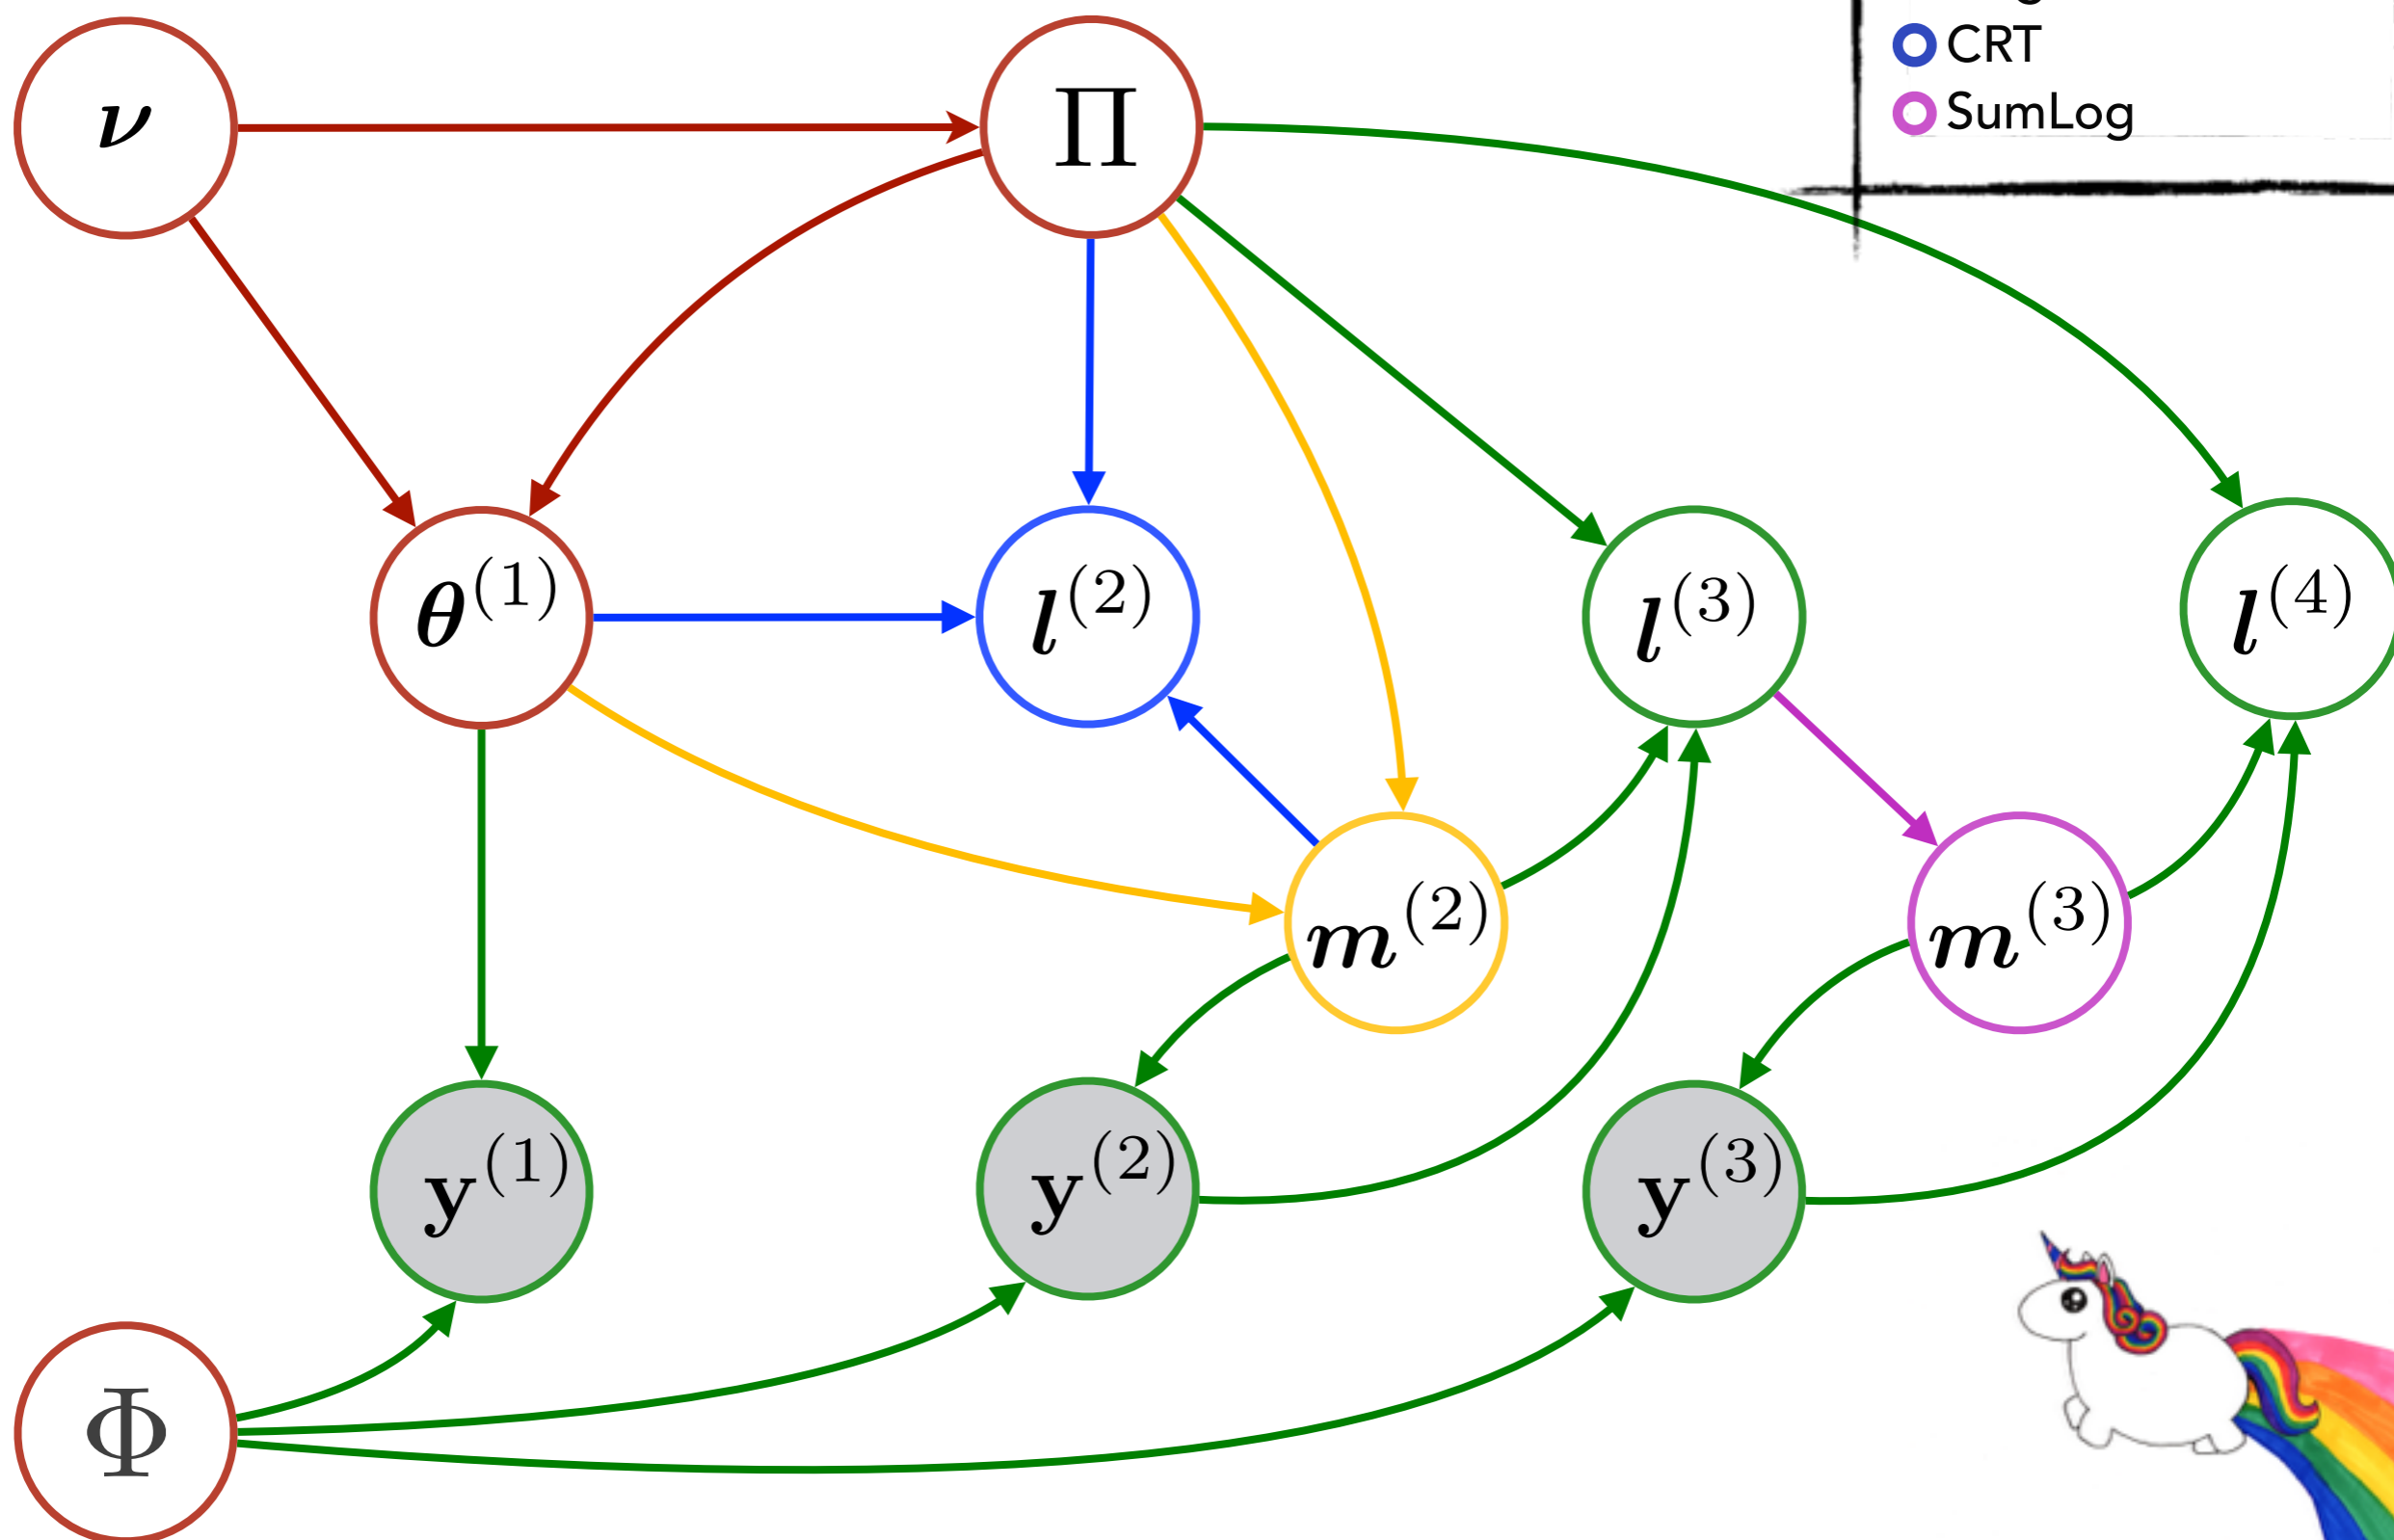 CRT
SumLog
ν
Π
θ^(1)
l^(2)
l^(3)
l^(4)
m^(2)
m^(3)
y^(1)
y^(2)
y^(3)
Φ